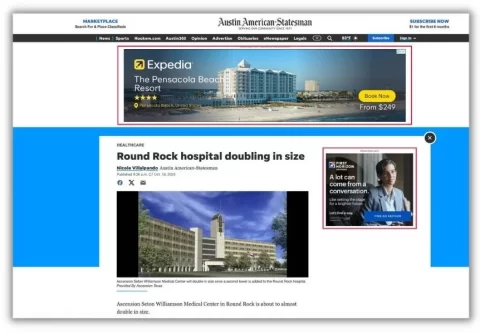 MARKETPLACE
Search For & Place Classifieds
Austin American-Statesman
SUBSCRIBE NOW
$1 for the first 6 months
News Sports Hookem.com Austin360 Opinion Advertise Obituaries eNewspaper Legals
Subscribe
Sign In
Expedia
The Pensacola Beach
Resort
Pensacola Beach, United States
Book Now
From $249
HEALTHCARE
Round Rock hospital doubling in size
Nicole Villalpando Austin American-Statesman
FIRST
HORIZON
A lot can
come from a
conversation.
Let's find a way.
Ascension Seton Williamson Medical Center will double in size once a second tower is added to the Round Rock hospital.
Provided By Ascension Texas
Ascension Seton Williamson Medical Center in Round Rock is about to almost
double in size.